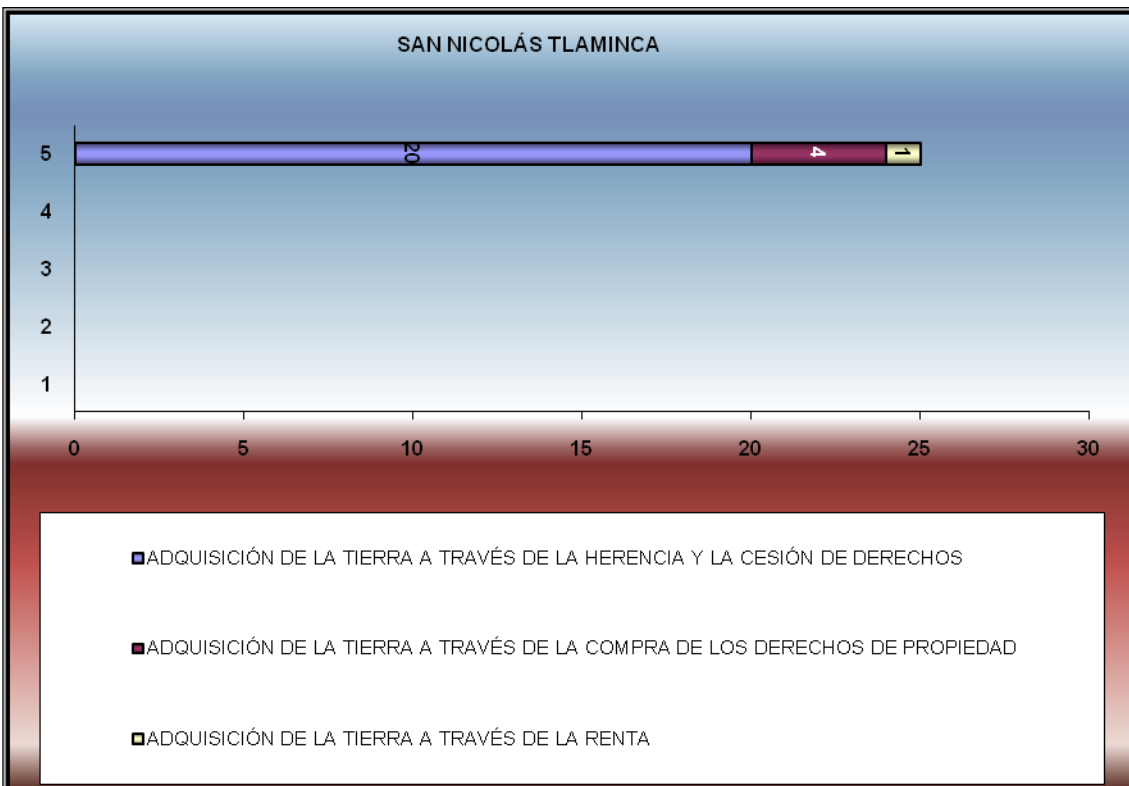 SAN NICOLÁS TLAMINCA
5 20 4 1
4
3
2
1
0 5 10 15 20 25 30
ADQUISICIÓN DE LA TIERRA A TRAVÉS DE LA HERENCIA Y LA CESIÓN DE DERECHOS
ADQUISICIÓN DE LA TIERRA A TRAVÉS DE LA COMPRA DE LOS DERECHOS DE PROPIEDAD
ADQUISICIÓN DE LA TIERRA A TRAVÉS DE LA RENTA